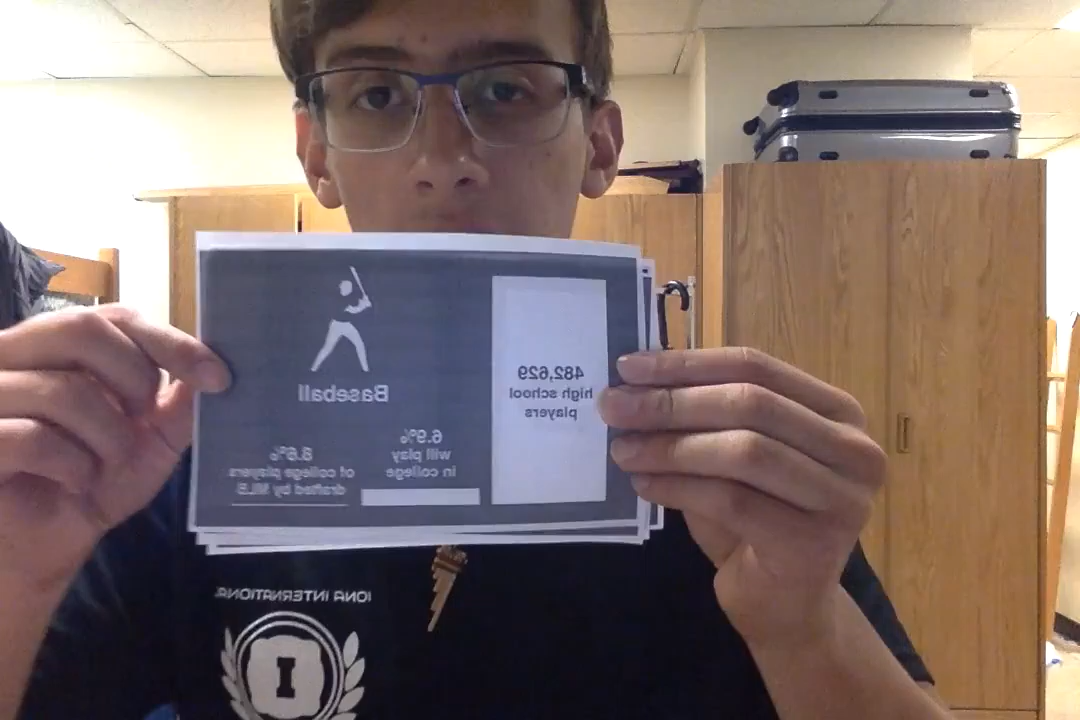 Baseball
482,629
high school
players
6.9%
will play
in college
8.6%
of college players
drafted by MLB
IONA INTERNATIONA
I